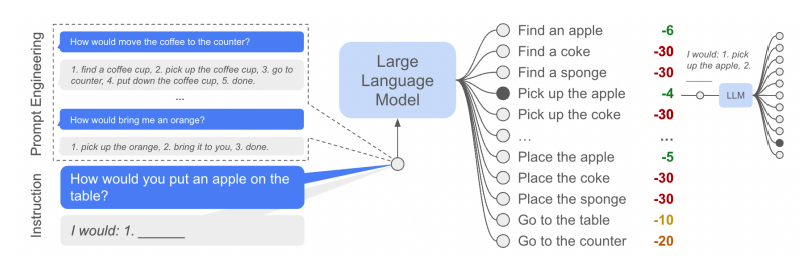 Prompt Engineering
How would move the coffee to the counter?
1. find a coffee cup, 2. pick up the coffee cup, 3. go to
counter, 4. put down the coffee cup, 5. done.
...
How would bring me an orange?
1. pick up the orange, 2. bring it to you, 3. done.
Instruction
How would you put an apple on the
table?
I would: 1. ______
Large
Language
Model
Find an apple -6
Find a coke -30
Find a sponge -30
Pick up the apple -4
Pick up the coke -30
... ...
Place the apple -5
Place the coke -30
Place the sponge -30
Go to the table -10
Go to the counter -20
I would: 1. pick
up the apple, 2.
______
LLM